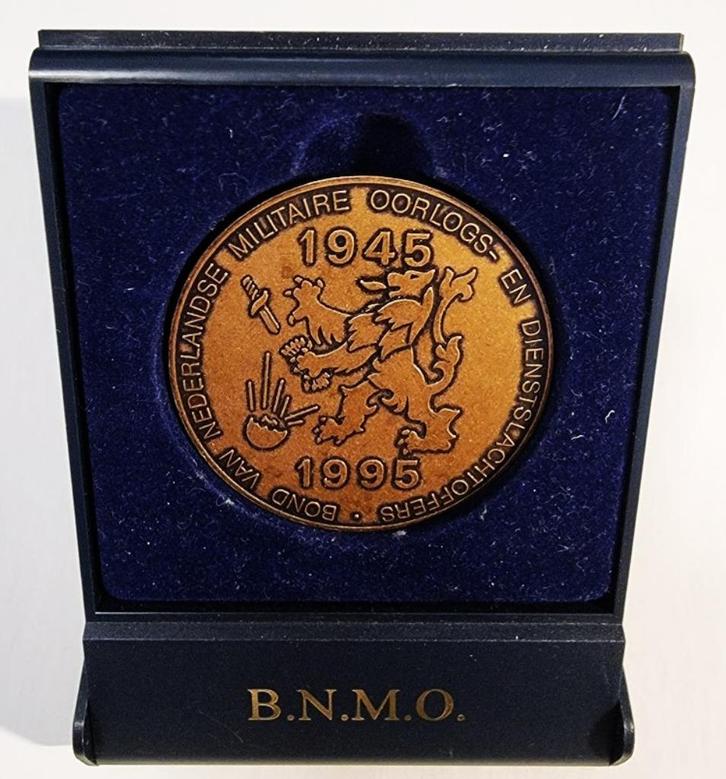 BOND VAN NEDERLANDSE MILITAIRE OORLOGS- EN DIENSTSLACHTOFFERS •
1945
1995
B.N.M.O.